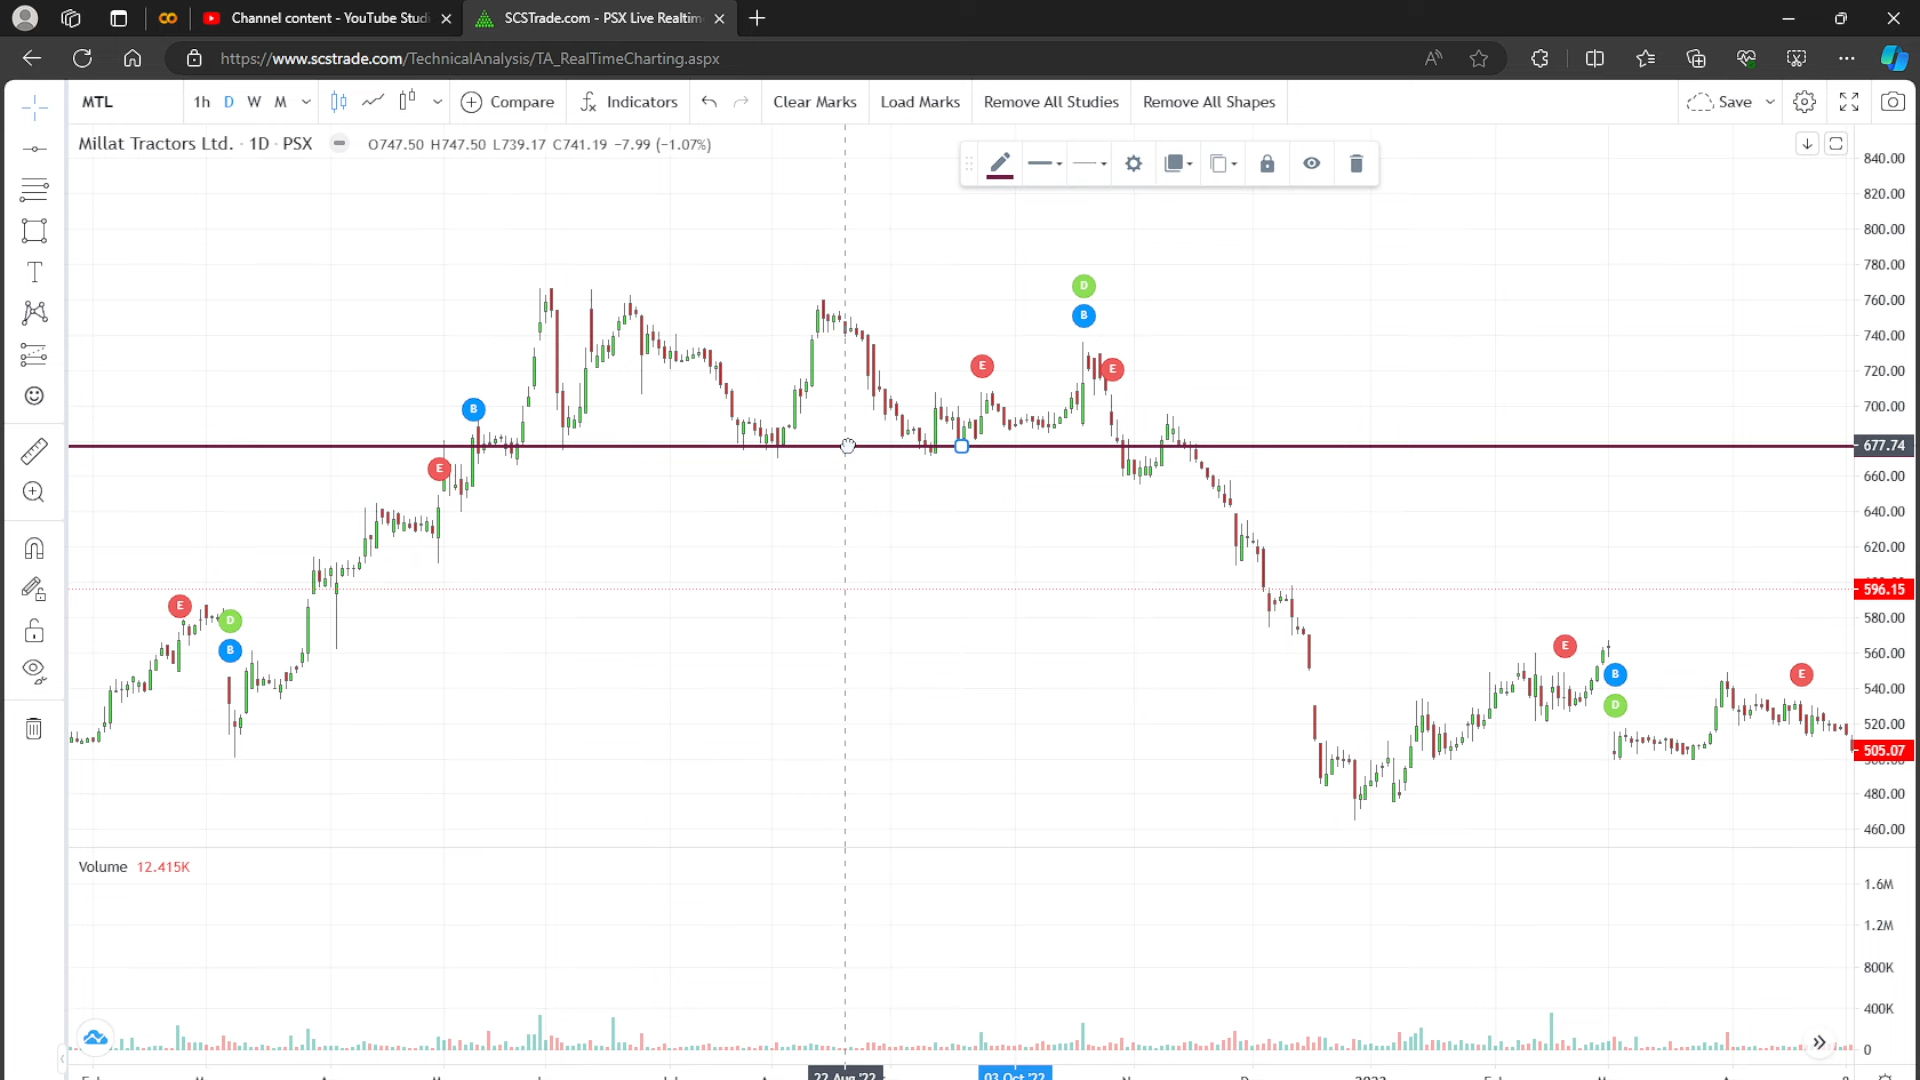 Channel content - YouTube Studi
SCSTrade.com - PSX Live Realtim
https://www.scstrade.com/TechnicalAnalysis/TA_RealTimeCharting.aspx
MTL
1h D W M
Compare
Indicators
Clear Marks
Load Marks
Remove All Studies
Remove All Shapes
Save
Millat Tractors Ltd. · 1D · PSX
O747.50 H747.50 L739.17 C741.19 −7.99 (−1.07%)
840.00
820.00
800.00
780.00
760.00
740.00
720.00
700.00
677.74
660.00
640.00
620.00
596.15
580.00
560.00
540.00
520.00
505.07
480.00
460.00
D
B
E
E
B
E
E
D
B
E
B
D
E
Volume 12.415K
1.6M
1.2M
800K
400K
0
22 Aug '22
03 Oct '22